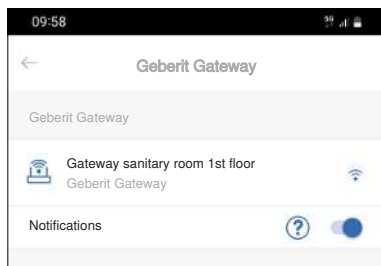 09:58
Geberit Gateway
Geberit Gateway
Gateway sanitary room 1st floor
Geberit Gateway
Notifications ?